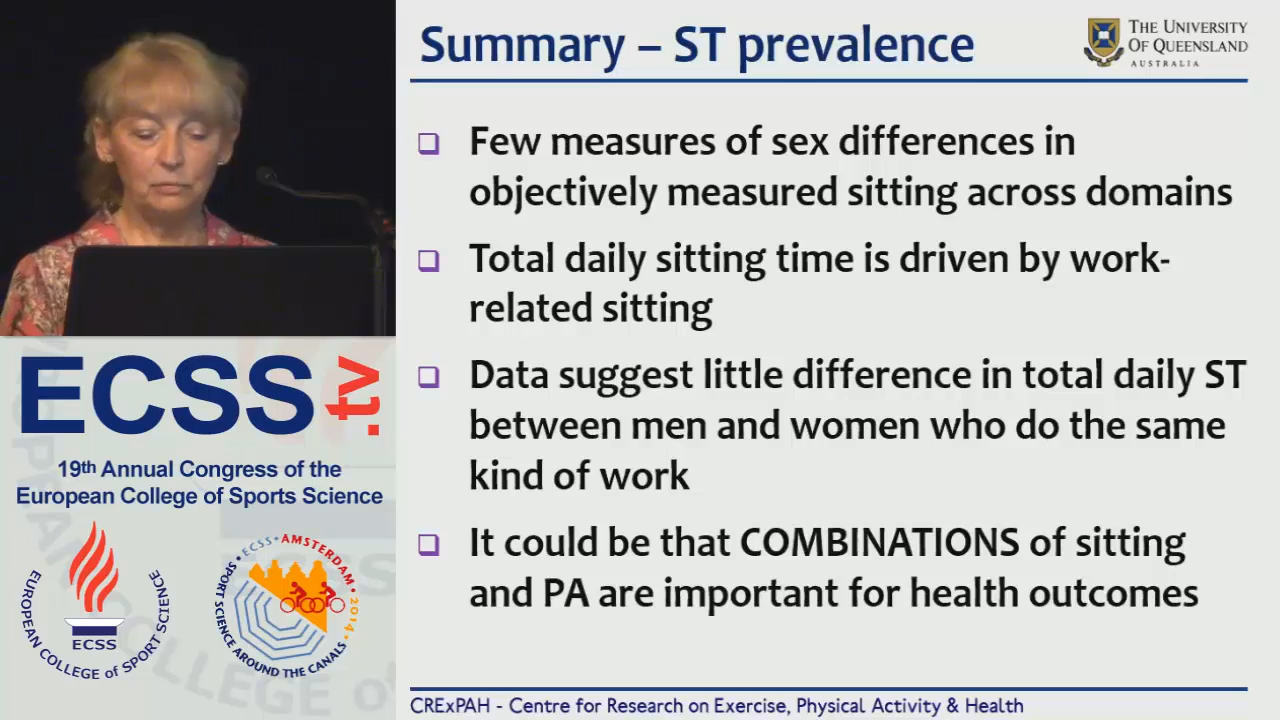 Summary – ST prevalence
THE UNIVERSITY
OF QUEENSLAND
AUSTRALIA
❑ Few measures of sex differences in
objectively measured sitting across domains
❑ Total daily sitting time is driven by work-
related sitting
❑ Data suggest little difference in total daily ST
between men and women who do the same
kind of work
❑ It could be that COMBINATIONS of sitting
and PA are important for health outcomes
CRExPAH - Centre for Research on Exercise, Physical Activity & Health
ECSS.tv
19th Annual Congress of the
European College of Sports Science
EUROPEAN COLLEGE OF SPORT SCIENCE
ECSS
•ECSS•AMSTERDAM•2014•
SPORT SCIENCE AROUND THE CANALS